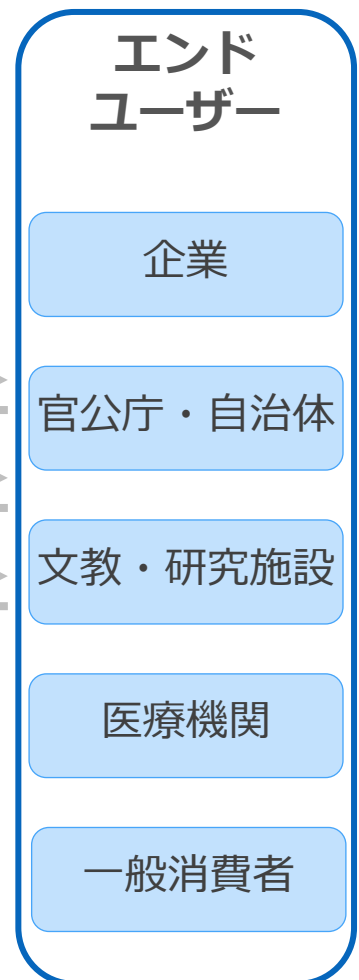 エンド
ユーザー
企業
官公庁・自治体
文教・研究施設
医療機関
一般消費者